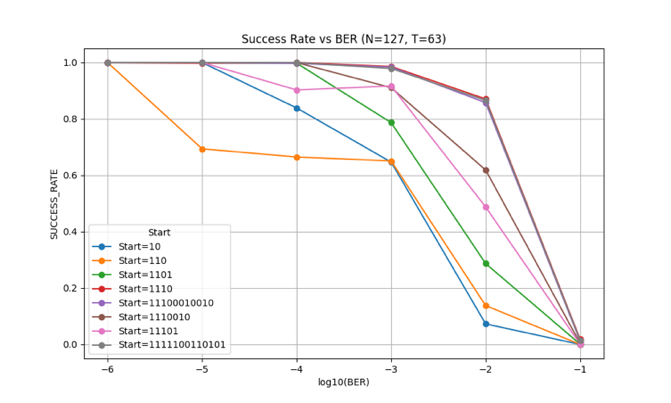 Success Rate vs BER (N=127, T=63)
SUCCESS_RATE
1.0
0.8
0.6
0.4
0.2
0.0
Start
Start=10
Start=110
Start=1101
Start=1110
Start=11100010010
Start=1110010
Start=11101
Start=1111100110101
−6
−5
−4
−3
−2
−1
log10(BER)